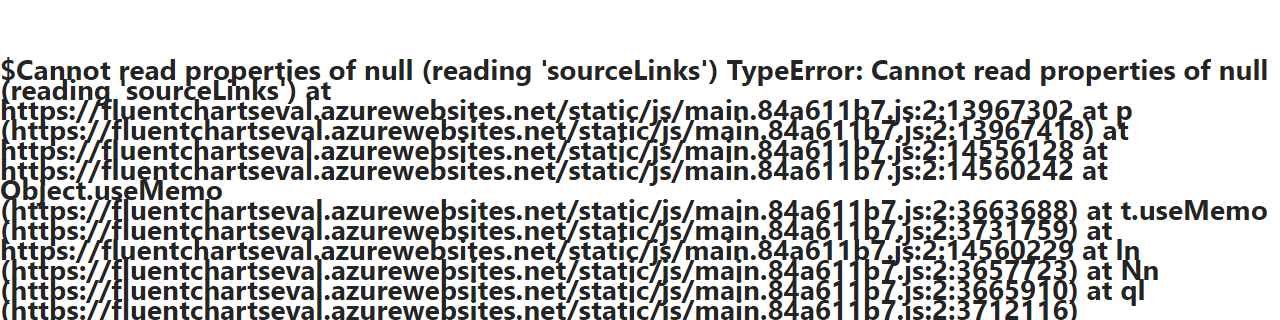 $Cannot read properties of null (reading 'sourceLinks') TypeError: Cannot read properties of null
(reading 'sourceLinks') at
https://fluentchartseval.azurewebsites.net/static/js/main.84a611b7.js:2:13967302 at p
(https://fluentchartseval.azurewebsites.net/static/js/main.84a611b7.js:2:13967418) at
https://fluentchartseval.azurewebsites.net/static/js/main.84a611b7.js:2:14556128 at
https://fluentchartseval.azurewebsites.net/static/js/main.84a611b7.js:2:14560242 at
Object.useMemo
(https://fluentchartseval.azurewebsites.net/static/js/main.84a611b7.js:2:3663688) at t.useMemo
(https://fluentchartseval.azurewebsites.net/static/js/main.84a611b7.js:2:3731759) at
https://fluentchartseval.azurewebsites.net/static/js/main.84a611b7.js:2:14560229 at ln
(https://fluentchartseval.azurewebsites.net/static/js/main.84a611b7.js:2:3657723) at Nn
(https://fluentchartseval.azurewebsites.net/static/js/main.84a611b7.js:2:3665910) at ql
(https://fluentchartseval.azurewebsites.net/static/js/main.84a611b7.js:2:3712116)